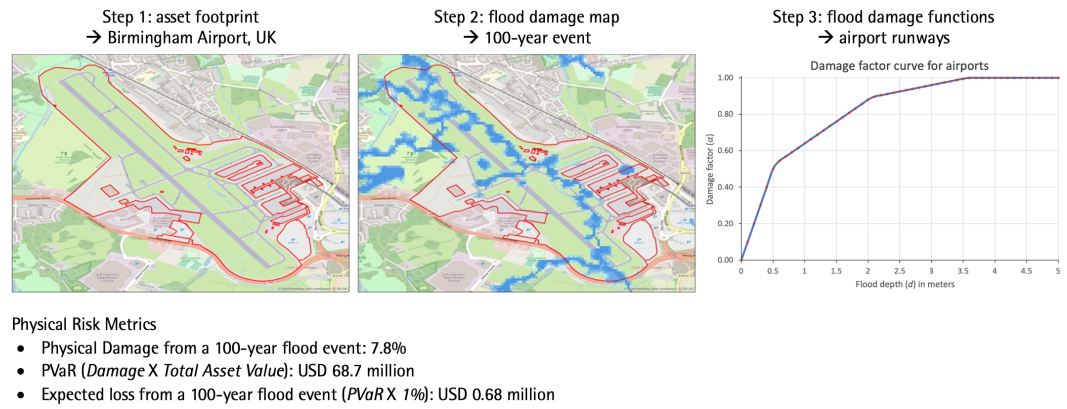 Step 1: asset footprint
→ Birmingham Airport, UK
Step 2: flood damage map
→ 100-year event
Step 3: flood damage functions
→ airport runways
Damage factor curve for airports
Damage factor (α)
1.00
0.80
0.60
0.40
0.20
0.00
0
0.5
1
1.5
2
2.5
3
3.5
4
4.5
5
Flood depth (d) in meters
Physical Risk Metrics
• Physical Damage from a 100-year flood event: 7.8%
• PVaR (Damage X Total Asset Value): USD 68.7 million
• Expected loss from a 100-year flood event (PVaR X 1%): USD 0.68 million